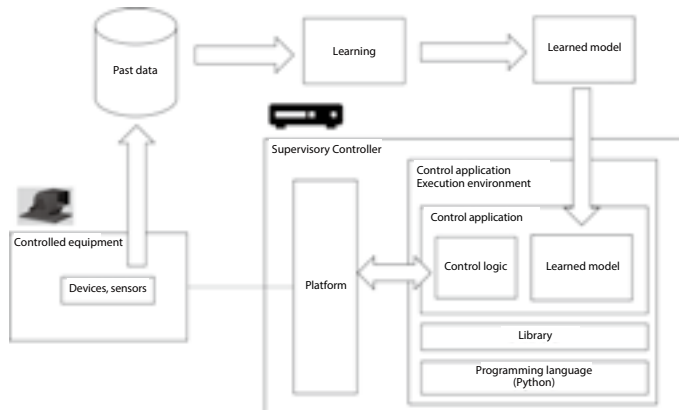 Past data
Learning
Learned model
Supervisory Controller
Control application
Execution environment
Control application
Controlled equipment
Devices, sensors
Platform
Control logic
Learned model
Library
Programming language
(Python)